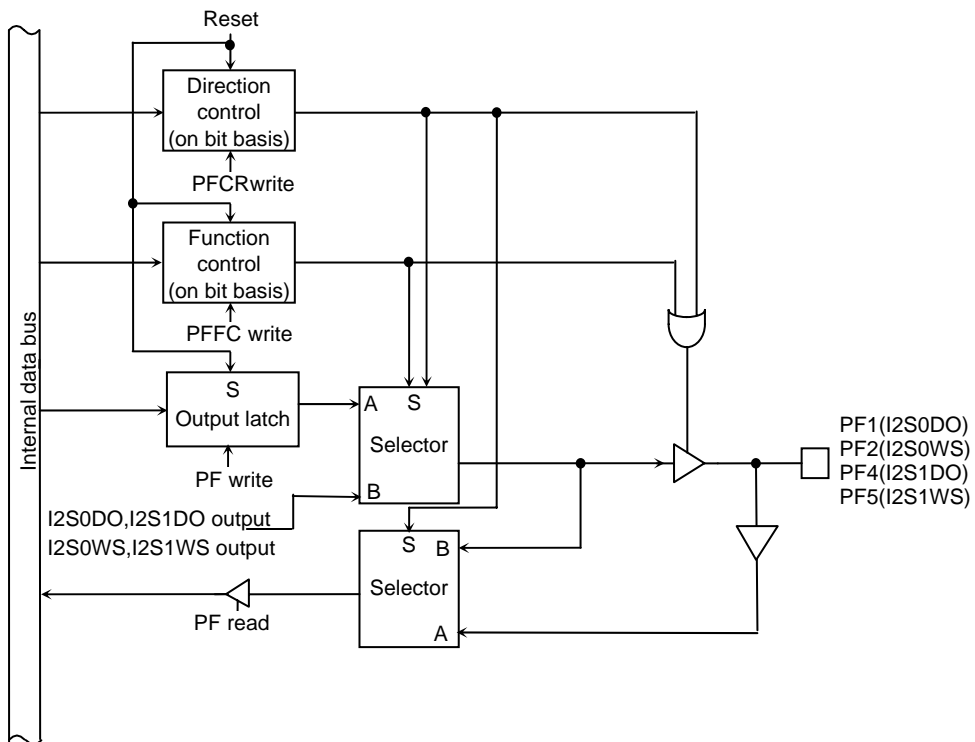 Reset
Direction
control
(on bit basis)
PFCRwrite
Function
control
(on bit basis)
PFFC write
Internal data bus
S
Output latch
PF write
A
S
Selector
B
I2S0DO,I2S1DO output
I2S0WS,I2S1WS output
S
B
Selector
A
PF read
PF1(I2S0DO)
PF2(I2S0WS)
PF4(I2S1DO)
PF5(I2S1WS)